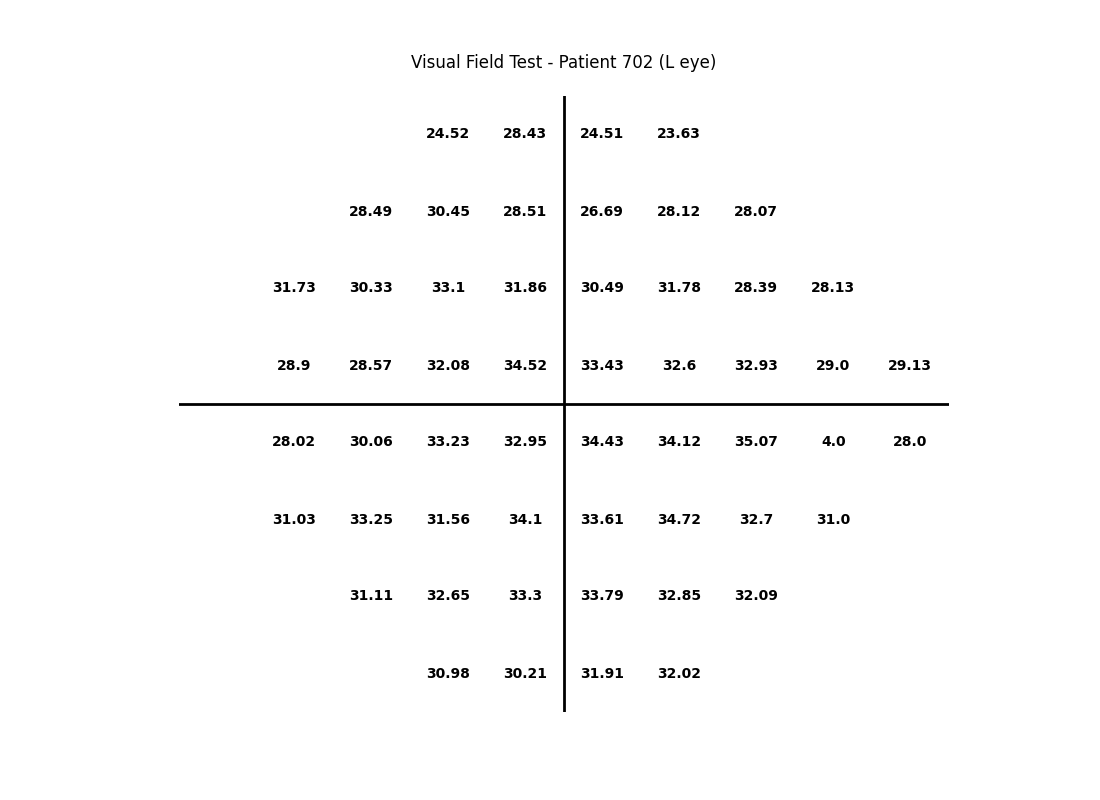 Visual Field Test - Patient 702 (L eye)
24.52 28.43 24.51 23.63
28.49 30.45 28.51 26.69 28.12 28.07
31.73 30.33 33.1 31.86 30.49 31.78 28.39 28.13
28.9 28.57 32.08 34.52 33.43 32.6 32.93 29.0 29.13
28.02 30.06 33.23 32.95 34.43 34.12 35.07 4.0 28.0
31.03 33.25 31.56 34.1 33.61 34.72 32.7 31.0
31.11 32.65 33.3 33.79 32.85 32.09
30.98 30.21 31.91 32.02